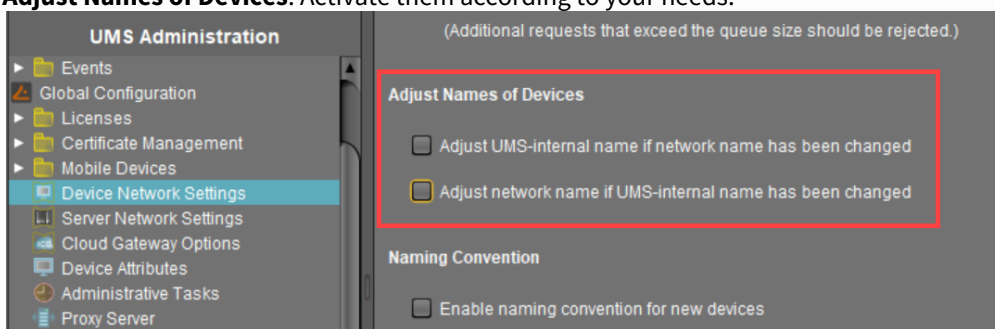 Adjust Names of Devices. Activate them according to your needs.
UMS Administration
Events
Global Configuration
Licenses
Certificate Management
Mobile Devices
Device Network Settings
Server Network Settings
Cloud Gateway Options
Device Attributes
Administrative Tasks
Proxy Server
(Additional requests that exceed the queue size should be rejected.)
Adjust Names of Devices
Adjust UMS-internal name if network name has been changed
Adjust network name if UMS-internal name has been changed
Naming Convention
Enable naming convention for new devices